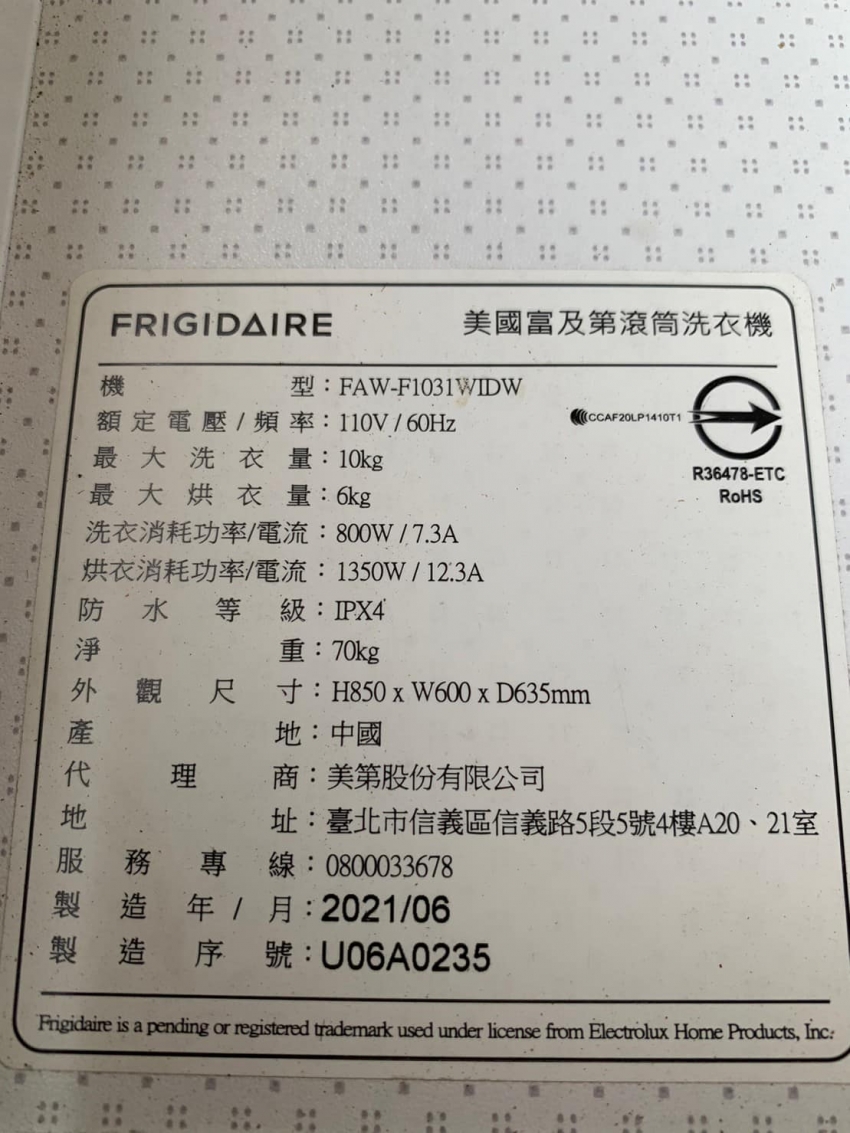 FRIGIDAIRE 美國富及第滾筒洗衣機
機型：FAW-F1031WIDW
CCAF20LP1410T1
額定電壓/頻率：110V / 60Hz
最大洗衣量：10kg
R36478-ETC
RoHS
最大烘衣量：6kg
洗衣消耗功率/電流：800W / 7.3A
烘衣消耗功率/電流：1350W / 12.3A
防水等級：IPX4
淨重：70kg
外觀尺寸：H850 x W600 x D635mm
產地：中國
代理商：美第股份有限公司
地址：臺北市信義區信義路5段5號4樓A20、21室
服務專線：0800033678
製造年/月：2021/06
製造序號：U06A0235
Frigidaire is a pending or registered trademark used under license from Electrolux Home Products, Inc.